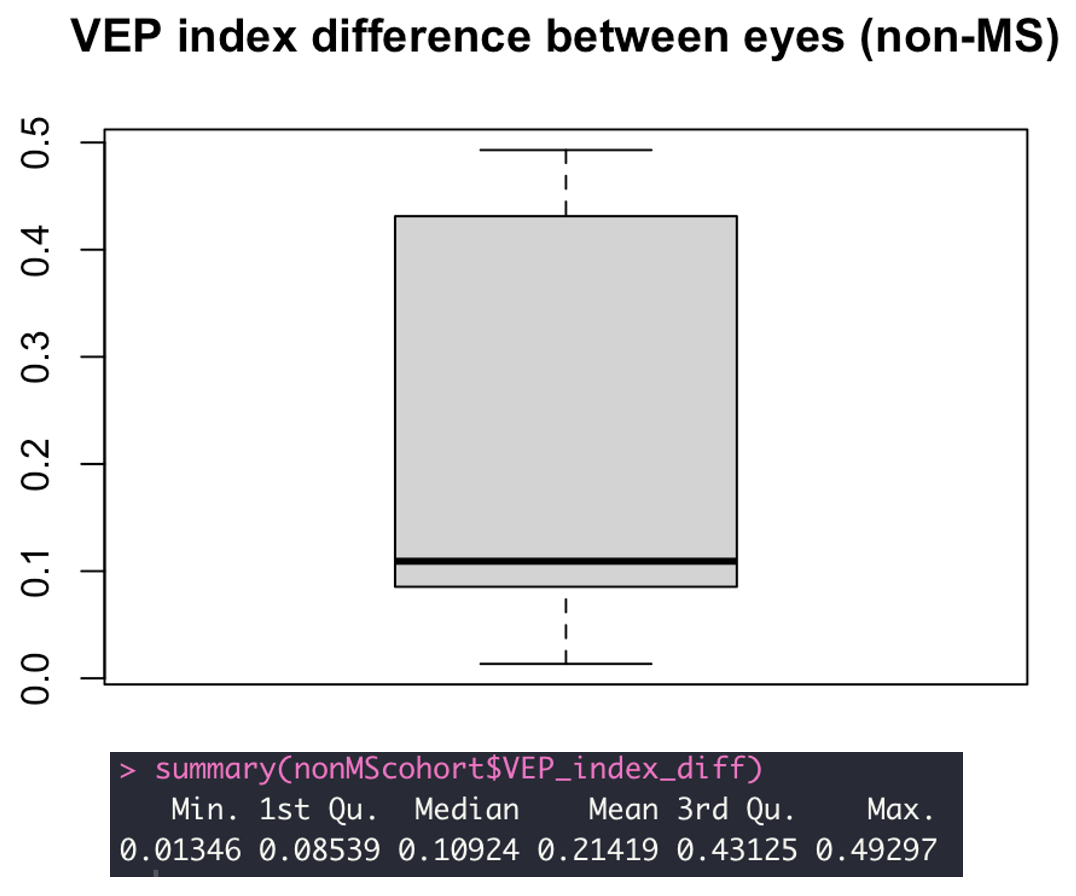 VEP index difference between eyes (non-MS)
0.5
0.4
0.3
0.2
0.1
0.0
> summary(nonMScohort$VEP_index_diff)
Min. 1st Qu. Median Mean 3rd Qu. Max.
0.01346 0.08539 0.10924 0.21419 0.43125 0.49297